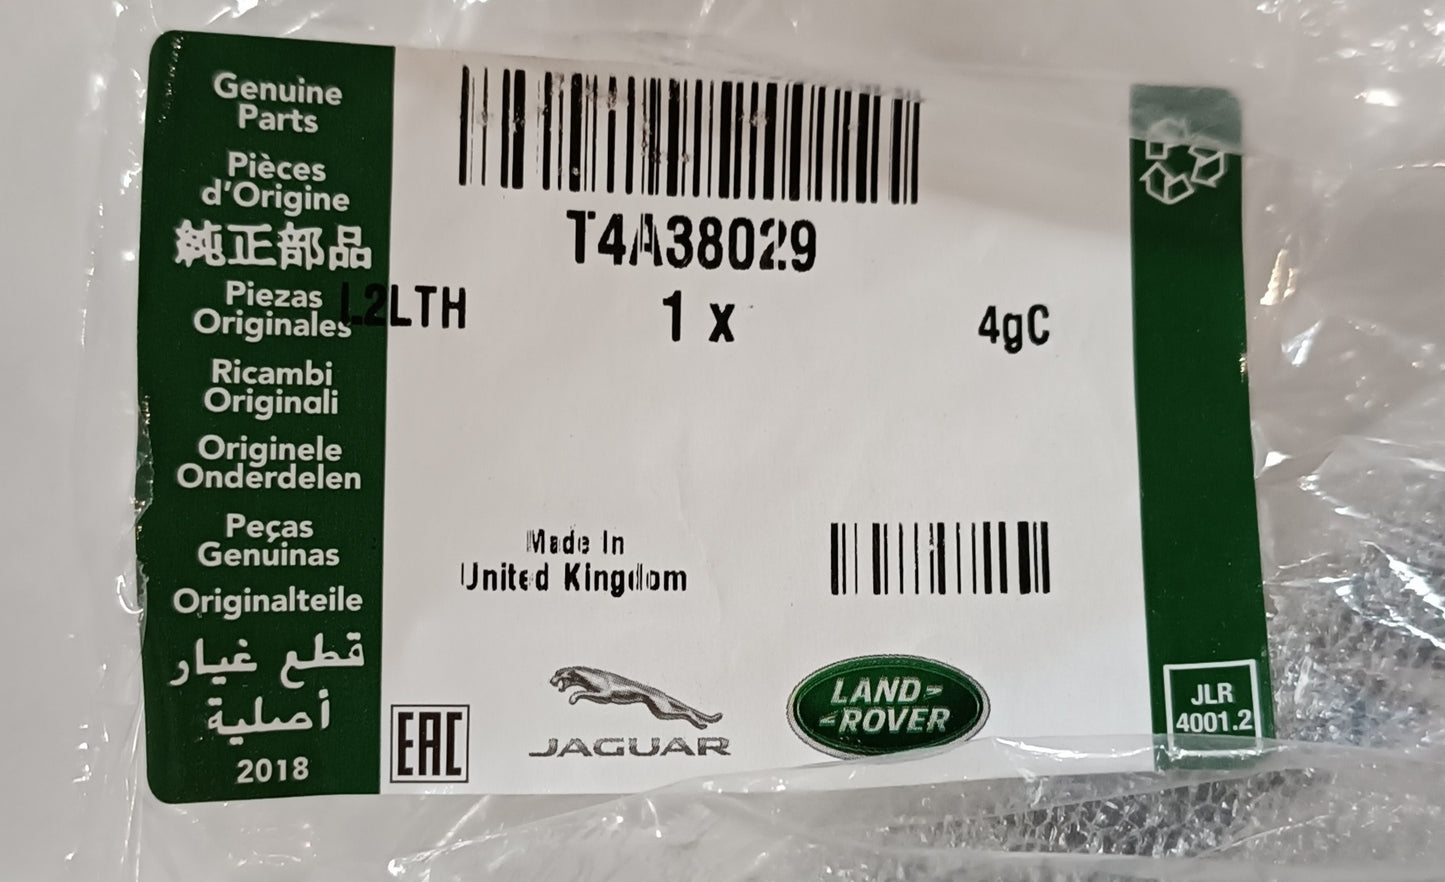 Genuine
Parts
Pièces
d'Origine
純正部品
Piezas
Originales
Ricambi
Originali
Originele
Onderdelen
Peças
Genuinas
Originalteile
قطع غيار
أصلية
2018
T4A38029
L2LTH
1 x
4gC
Made In
United Kingdom
EAC
JAGUAR
LAND-
-ROVER
JLR
4001.2